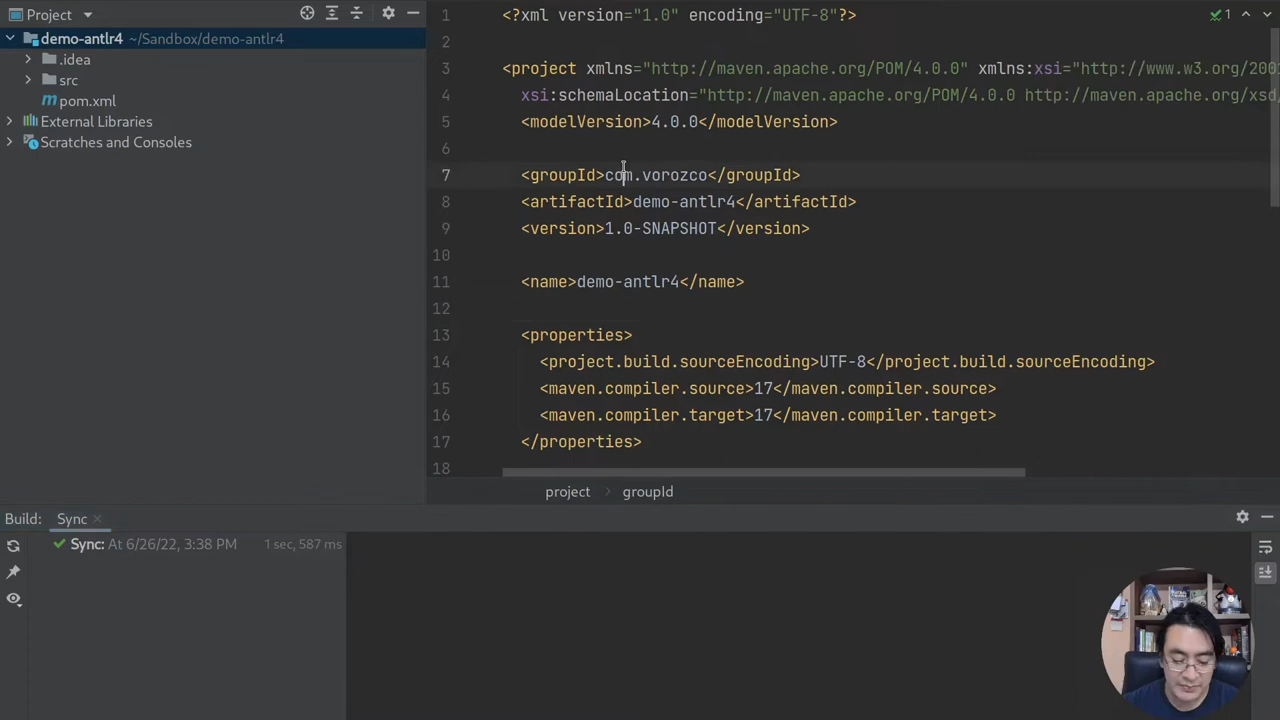 Project
demo-antlr4 ~/Sandbox/demo-antlr4
.idea
src
pom.xml
External Libraries
Scratches and Consoles
1 <?xml version="1.0" encoding="UTF-8"?>
2
3 <project xmlns="http://maven.apache.org/POM/4.0.0" xmlns:xsi="http://www.w3.org/200
4 xsi:schemaLocation="http://maven.apache.org/POM/4.0.0 http://maven.apache.org/xsd
5 <modelVersion>4.0.0</modelVersion>
6
7 <groupId>com.vorozco</groupId>
8 <artifactId>demo-antlr4</artifactId>
9 <version>1.0-SNAPSHOT</version>
10
11 <name>demo-antlr4</name>
12
13 <properties>
14 <project.build.sourceEncoding>UTF-8</project.build.sourceEncoding>
15 <maven.compiler.source>17</maven.compiler.source>
16 <maven.compiler.target>17</maven.compiler.target>
17 </properties>
18
1
project > groupId
Build: Sync
Sync: At 6/26/22, 3:38 PM 1 sec, 587 ms